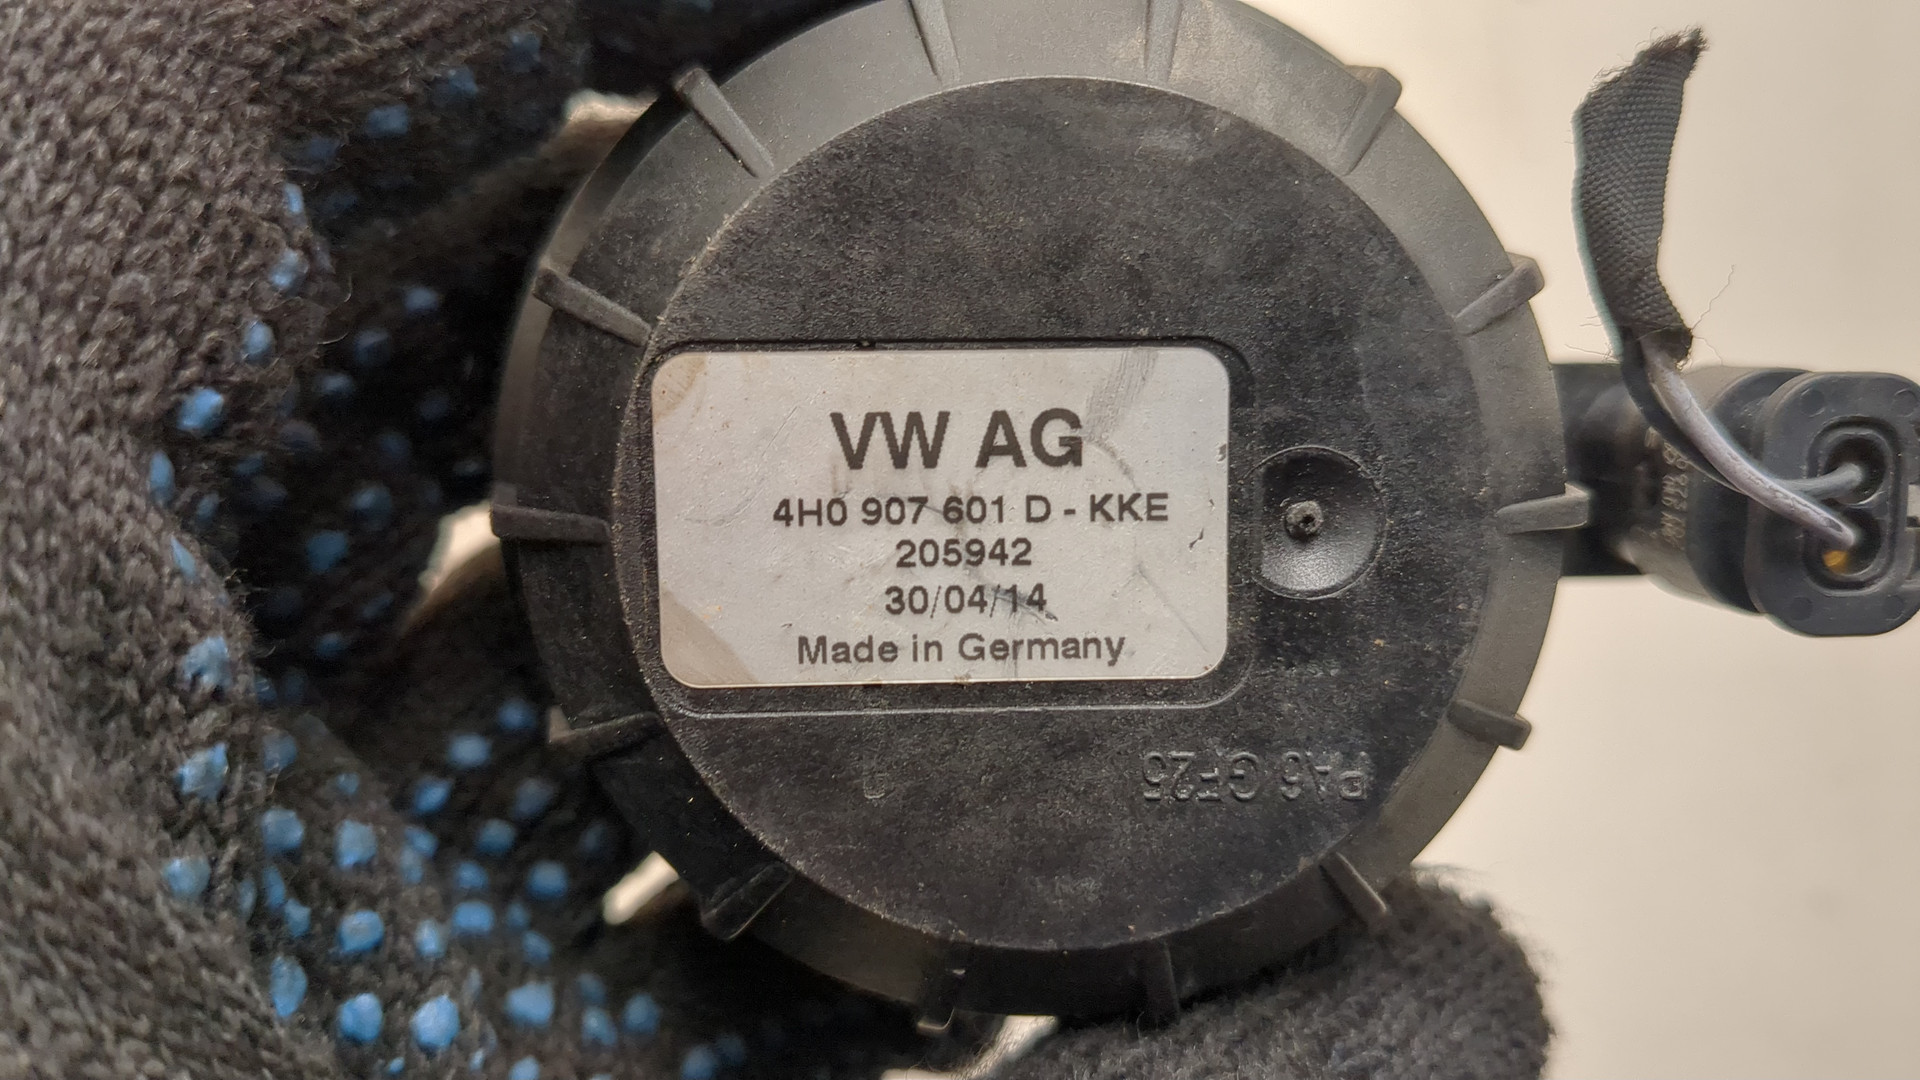 VW AG
4H0 907 601 D - KKE
205942
30/04/14
Made in Germany
PA6 GF25